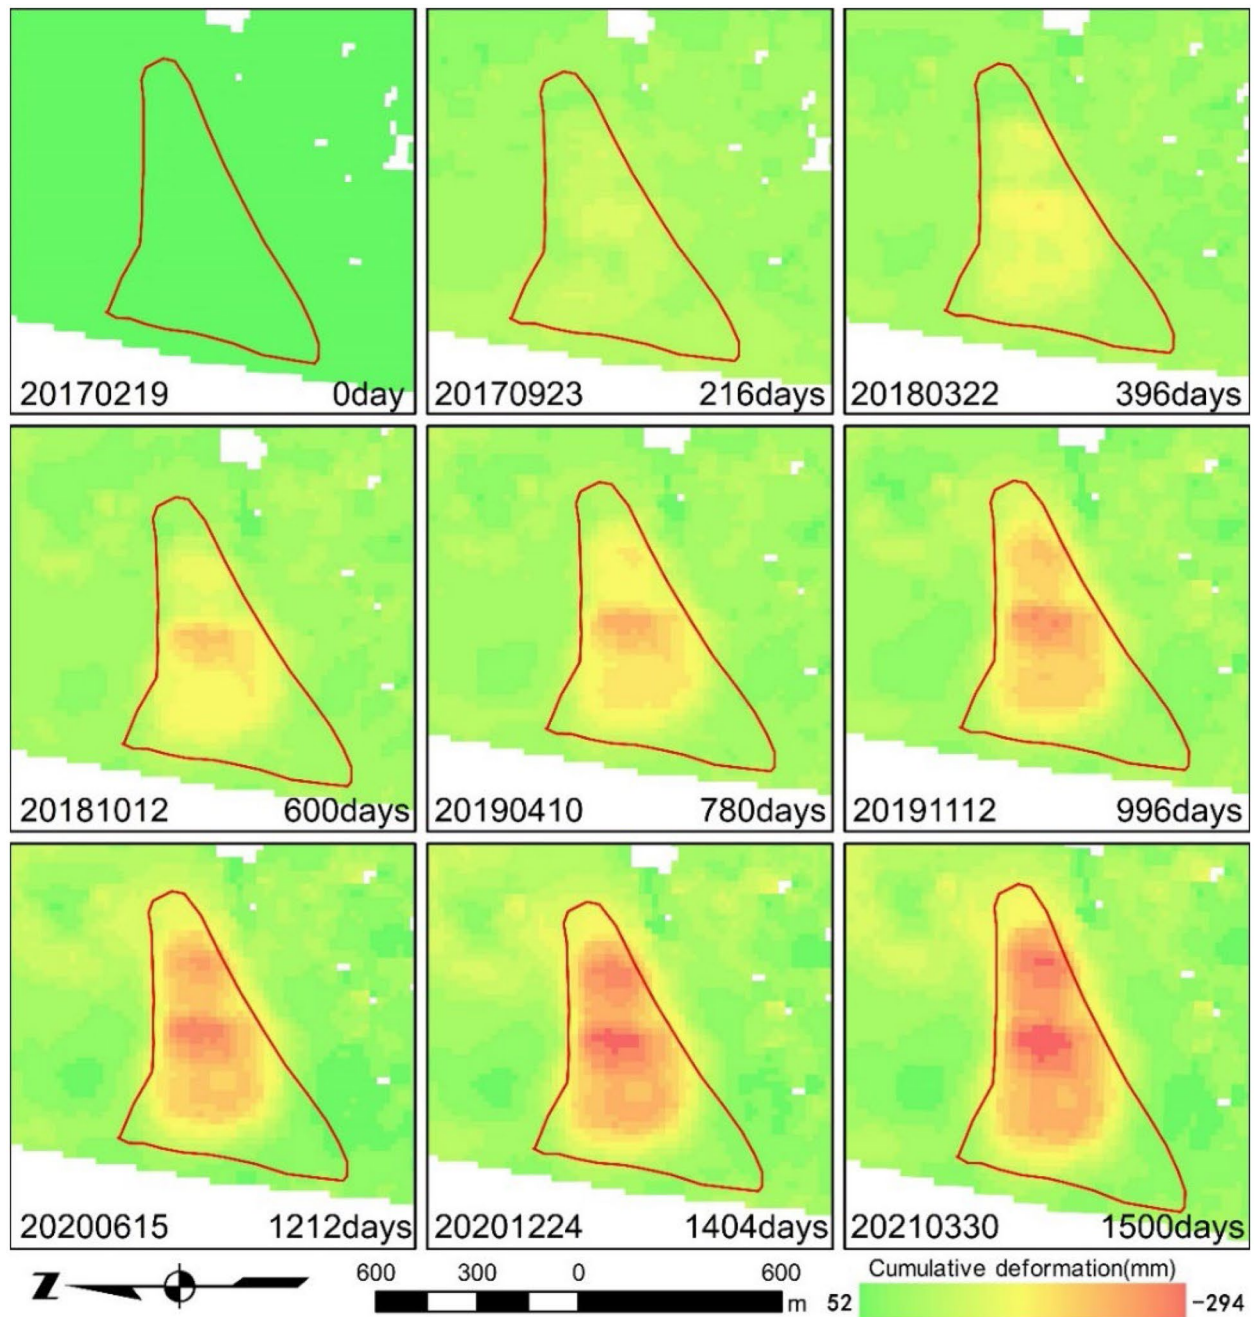 20170219 0day
20170923 216days
20180322 396days
20181012 600days
20190410 780days
20191112 996days
20200615 1212days
20201224 1404days
20210330 1500days
Z
600 300 0 600
m
Cumulative deformation(mm)
52 -294